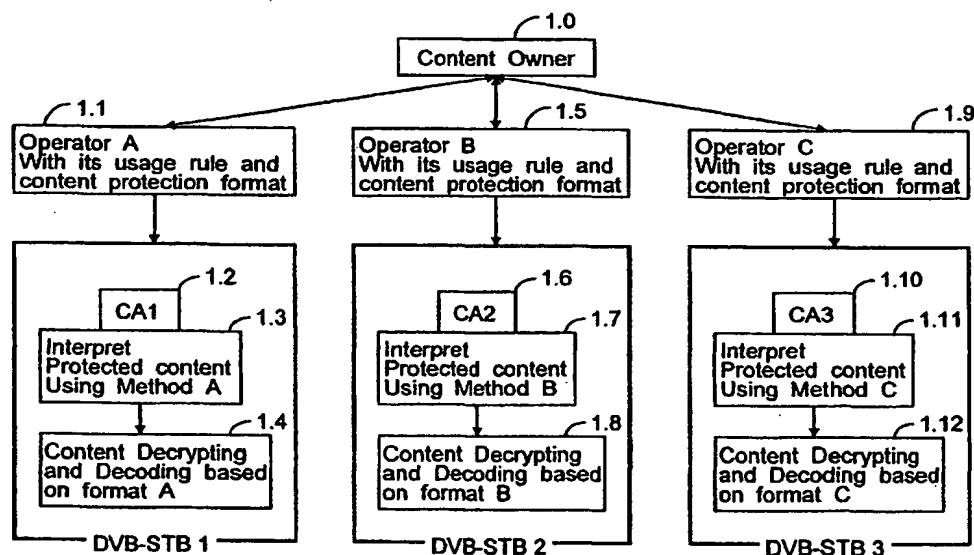 1.0
Content Owner
1.1
Operator A
With its usage rule and
content protection format
1.5
Operator B
With its usage rule and
content protection format
1.9
Operator C
With its usage rule and
content protection format
1.2
CA1
1.3
Interpret
Protected content
Using Method A
1.4
Content Decrypting
and Decoding based
on format A
DVB-STB 1
1.6
CA2
1.7
Interpret
Protected content
Using Method B
1.8
Content Decrypting
and Decoding based
on format B
DVB-STB 2
1.10
CA3
1.11
Interpret
Protected content
Using Method C
1.12
Content Decrypting
and Decoding based
on format C
DVB-STB 3